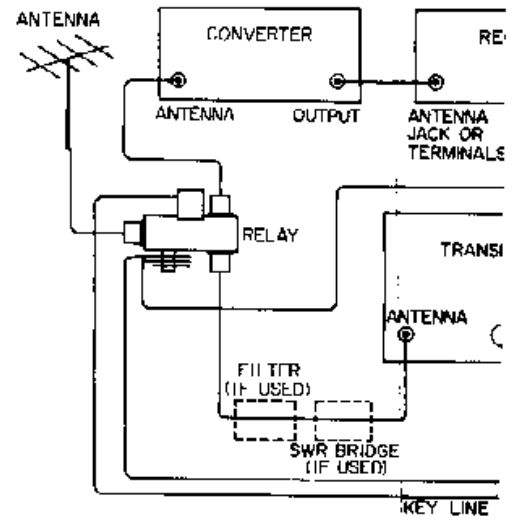 ANTENNA
CONVERTER
ANTENNA
OUTPUT
ANTENNA
JACK OR
TERMINALS
RELAY
ANTENNA
FILTER
(IF USED)
SWR BRIDGE
(IF USED)
KEY LINE